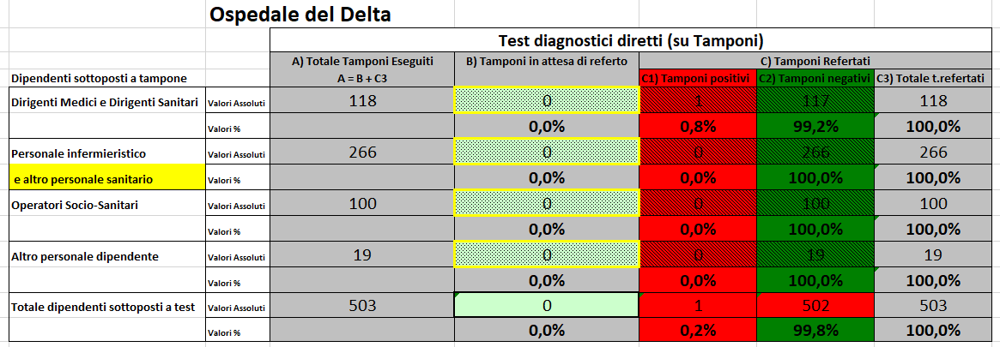 Ospedale del Delta
Test diagnostici diretti (su Tamponi)
A) Totale Tamponi Eseguiti B) Tamponi in attesa di referto C) Tamponi Refertati
Dipendenti sottoposti a tampone A = B + C3 C1) Tamponi positivi C2) Tamponi negativi C3) Totale t.refertati
Dirigenti Medici e Dirigenti Sanitari Valori Assoluti 118 0 1 117 118
Valori % 0,0% 0,8% 99,2% 100,0%
Personale infermieristico Valori Assoluti 266 0 0 266 266
e altro personale sanitario Valori % 0,0% 0,0% 100,0% 100,0%
Operatori Socio-Sanitari Valori Assoluti 100 0 0 100 100
Valori % 0,0% 0,0% 100,0% 100,0%
Altro personale dipendente Valori Assoluti 19 0 0 19 19
Valori % 0,0% 0,0% 100,0% 100,0%
Totale dipendenti sottoposti a test Valori Assoluti 503 0 1 502 503
Valori % 0,0% 0,2% 99,8% 100,0%